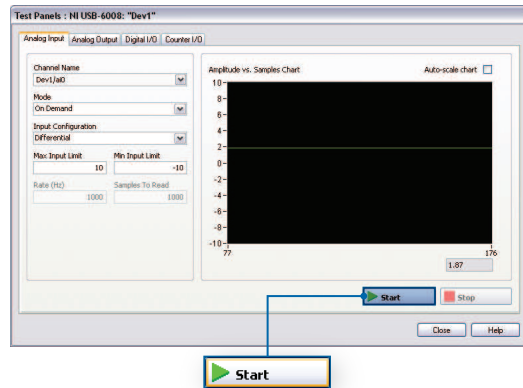 Test Panels : NI USB-6008: "Dev1"
Analog Input Analog Output Digital I/O Counter I/O
Channel Name
Dev1/ai0
Mode
On Demand
Input Configuration
Differential
Max Input Limit Min Input Limit
10 -10
Rate (Hz) Samples To Read
1000 1000
Amplitude vs. Samples Chart Auto-scale chart
10
8
6
4
2
0
-2
-4
-6
-8
-10
77 176
1.87
Start Stop
Close Help
Start